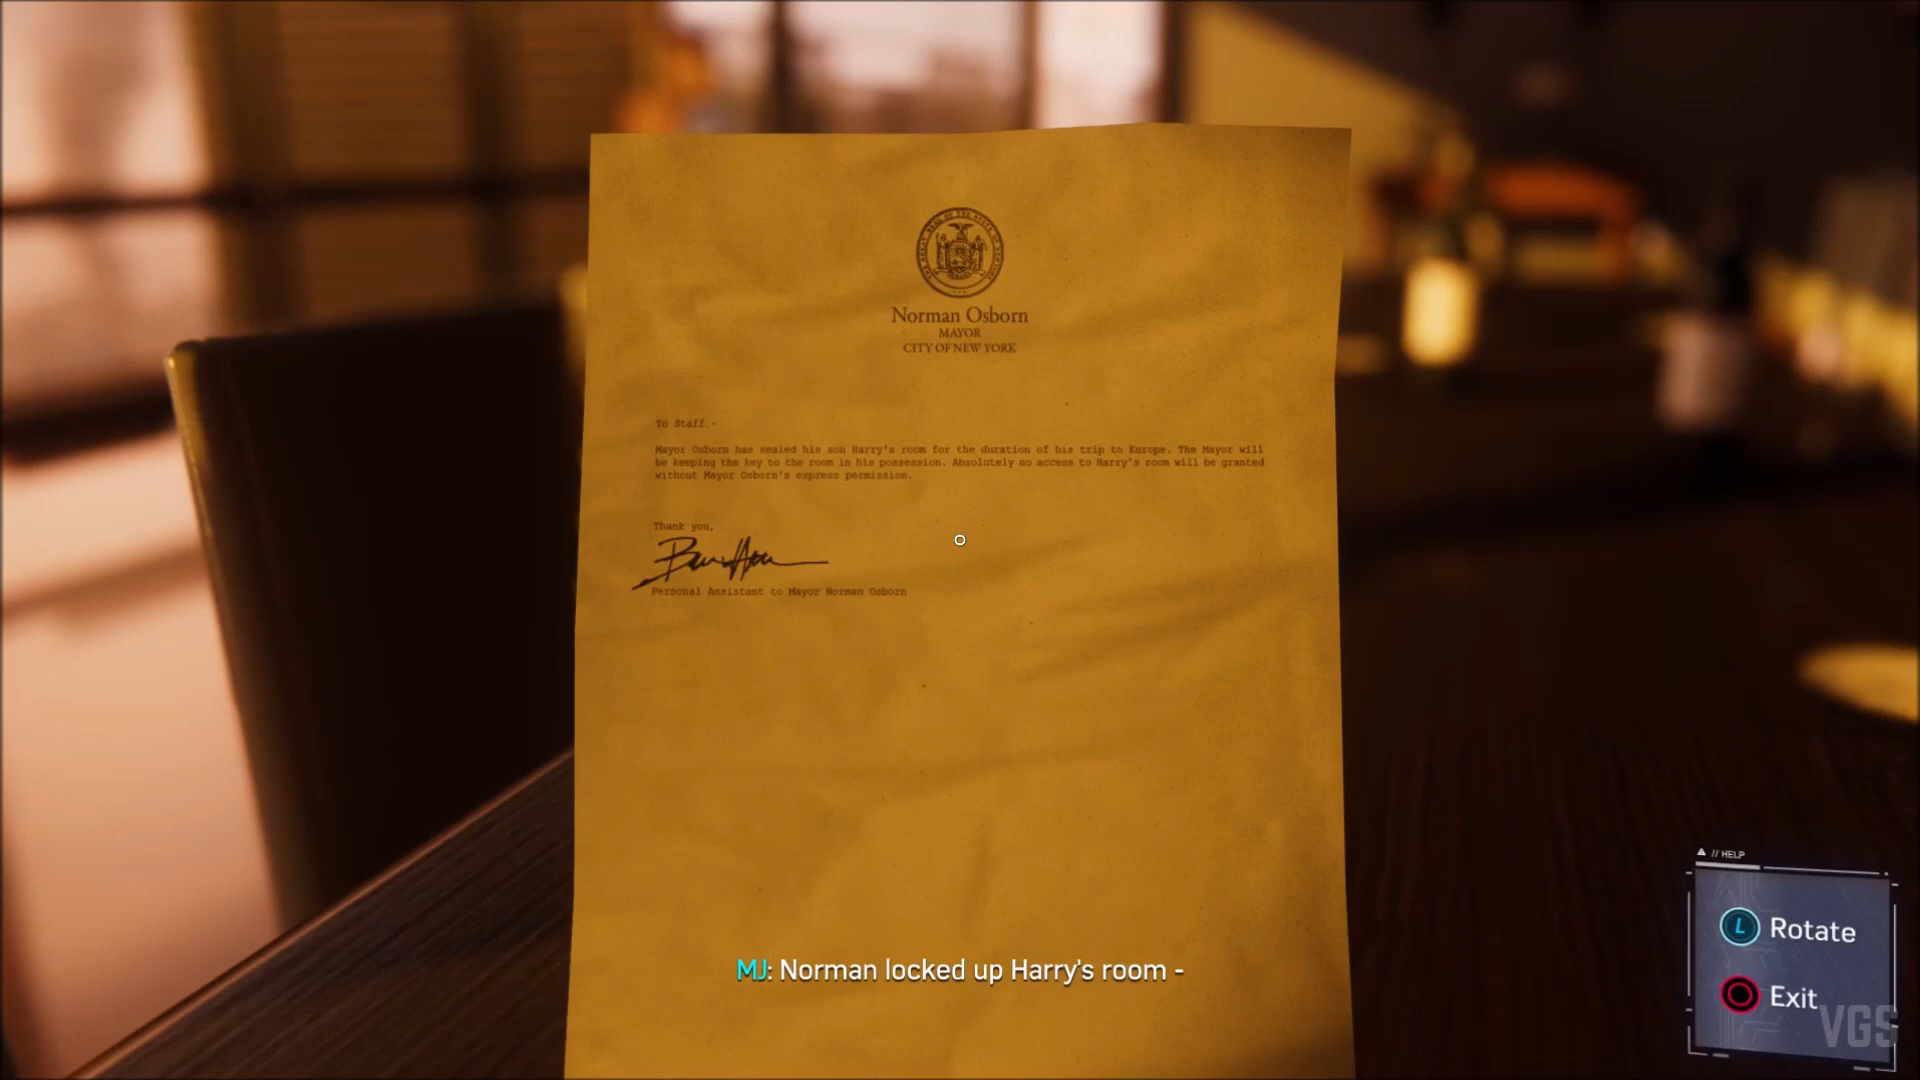 Norman Osborn
MAYOR
CITY OF NEW YORK
To Staff.-
Mayor Osborn has sealed his son Harry's room for the duration of his trip to Europe. The Mayor will
be keeping the key to the room in his possession. Absolutely no access to Harry's room will be granted
without Mayor Osborn's express permission.
Thank you,
Personal Assistant to Mayor Norman Osborn
MJ: Norman locked up Harry's room -
// HELP
L Rotate
Exit
VGS